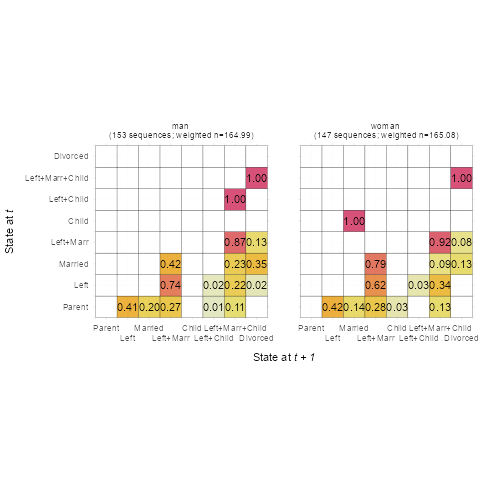 man
(153 sequences; weighted n=164.99)
woman
(147 sequences; weighted n=165.08)
State at t
Divorced
Left+Marr+Child 1.00 1.00
Left+Child 1.00
Child 1.00
Left+Marr 0.87 0.13 0.92 0.08
Married 0.42 0.23 0.35 0.79 0.09 0.13
Left 0.74 0.02 0.22 0.02 0.62 0.03 0.34
Parent 0.41 0.20 0.27 0.01 0.11 0.42 0.14 0.28 0.03 0.13
Parent Married Child Left+Marr+Child Parent Married Child Left+Marr+Child
Left Left+Marr Left+Child Divorced Left Left+Marr Left+Child Divorced
State at t + 1